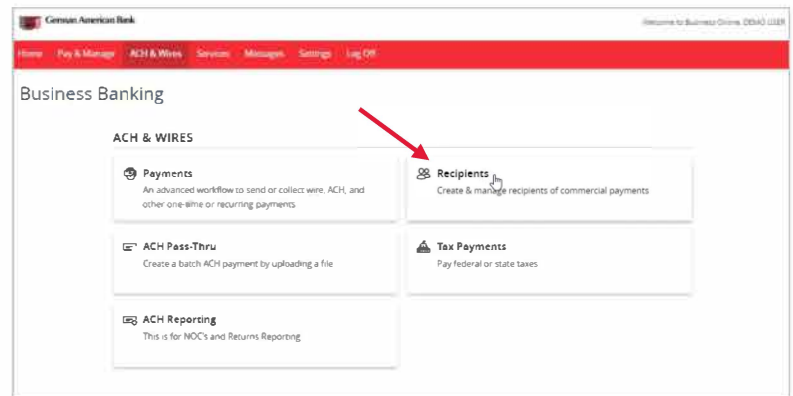 German American Bank
Welcome to Business Online, DEMO USER
Home Pay & Manage ACH & Wires Services Messages Settings Log Off
Business Banking
ACH & WIRES
Payments
An advanced workflow to send or collect wire, ACH, and
other one-time or recurring payments
Recipients
Create & manage recipients of commercial payments
ACH Pass-Thru
Create a batch ACH payment by uploading a file
Tax Payments
Pay federal or state taxes
ACH Reporting
This is for NOC's and Returns Reporting